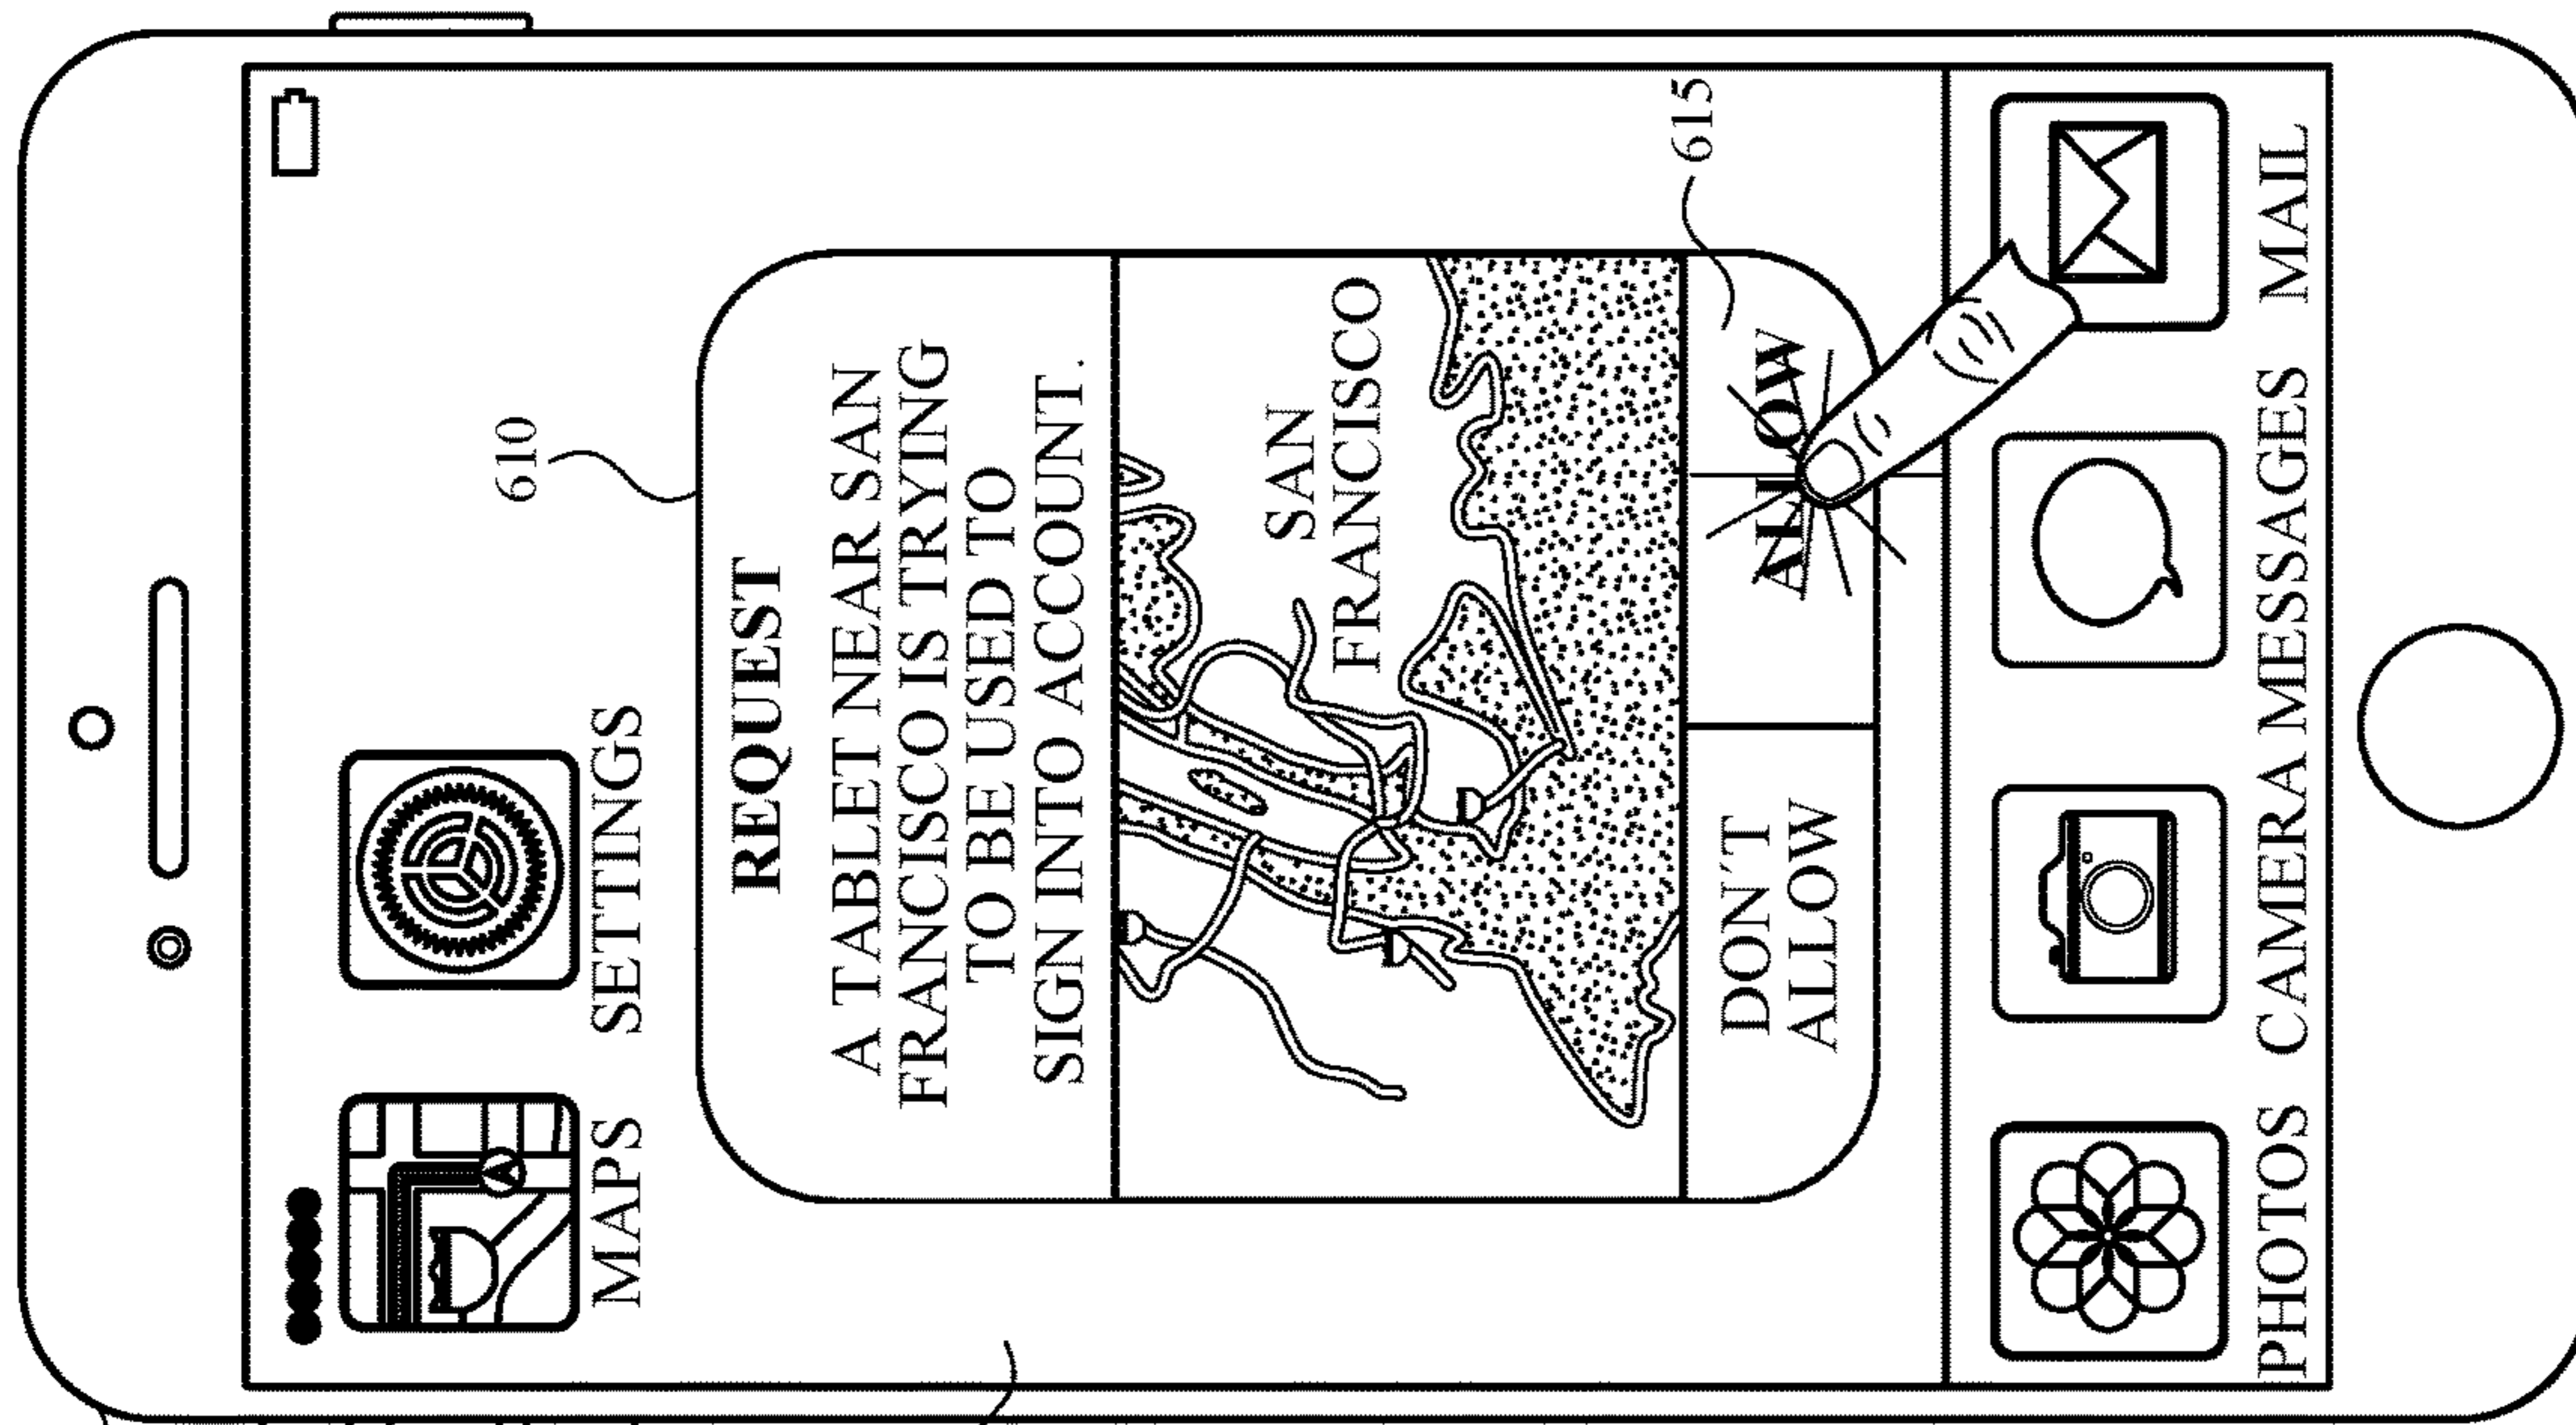 MAPS
SETTINGS
610
REQUEST
A TABLET NEAR SAN
FRANCISCO IS TRYING
TO BE USED TO
SIGN INTO ACCOUNT.
SAN
FRANCISCO
615
DON'T
ALLOW
ALLOW
PHOTOS
CAMERA
MESSAGES
MAIL